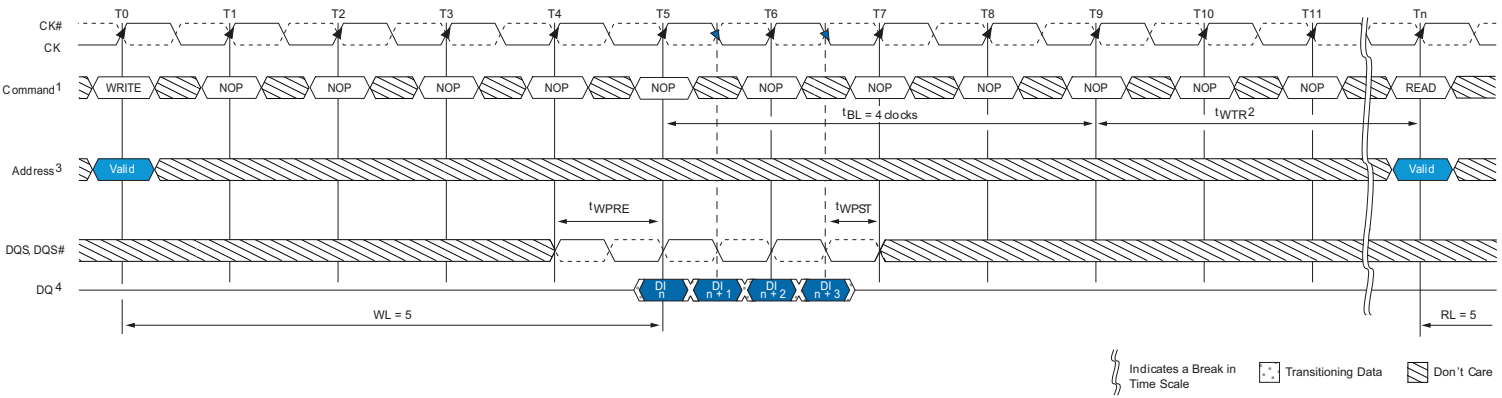 T0 T1 T2 T3 T4 T5 T6 T7 T8 T9 T10 T11 Tn
CK#
CK
Command1 WRITE NOP NOP NOP NOP NOP NOP NOP NOP NOP NOP NOP READ
tBL = 4 clocks tWTR2
Address3 Valid Valid
tWPRE tWPST
DQS, DQS#
DQ4 DI n DI n + 1 DI n + 2 DI n + 3
WL = 5 RL = 5
Indicates a Break in
Time Scale
Transitioning Data
Don't Care